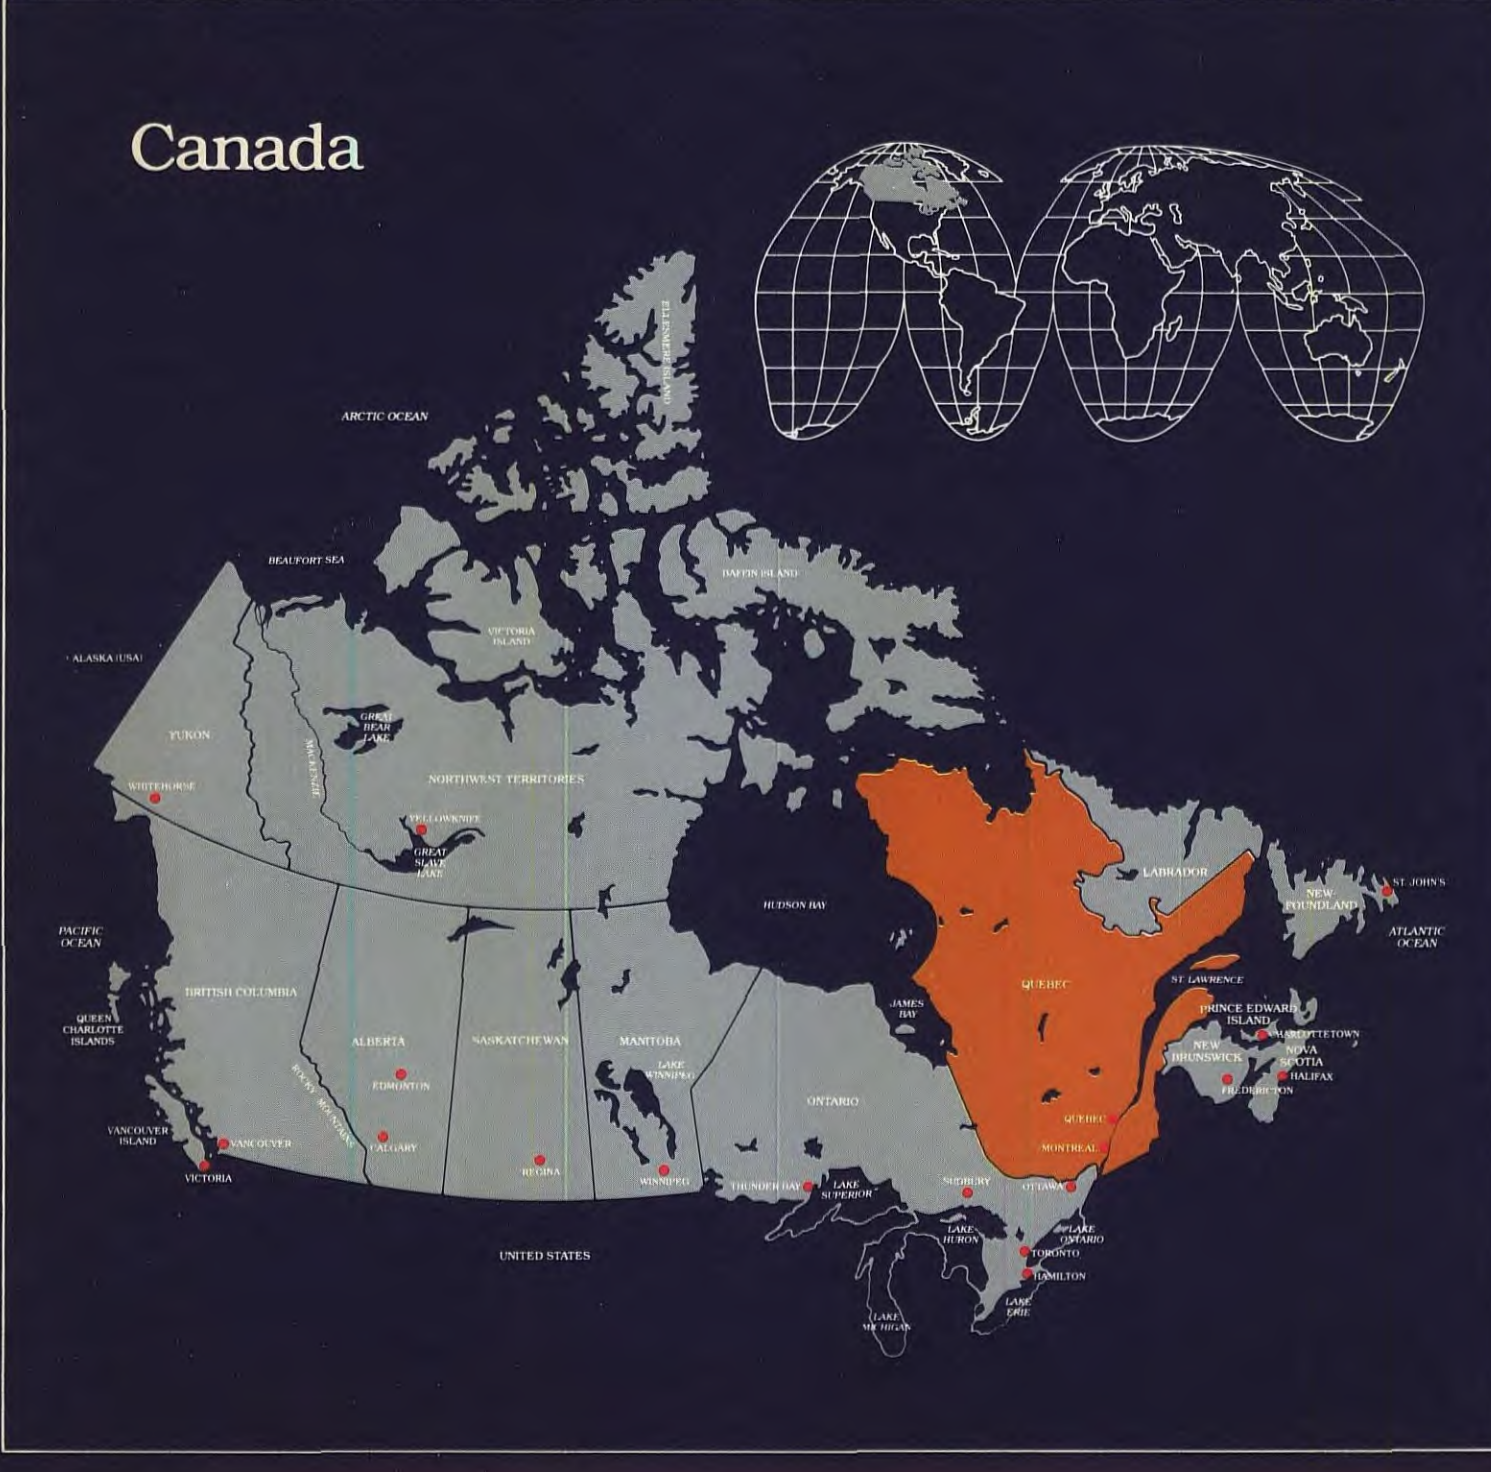 Canada
ELLESMERE ISLAND
ARCTIC OCEAN
BEAUFORT SEA
BAFFIN ISLAND
VICTORIA
ISLAND
ALASKA (USA)
GREAT
BEAR
LAKE
YUKON
MACKENZIE
NORTHWEST TERRITORIES
WHITEHORSE
YELLOWKNIFE
GREAT
SLAVE
LAKE
LABRADOR
ST. JOHN'S
NEW-
FOUNDLAND
HUDSON BAY
PACIFIC
OCEAN
ATLANTIC
OCEAN
ST. LAWRENCE
QUEBEC
BRITISH COLUMBIA
JAMES
BAY
PRINCE EDWARD
ISLAND
QUEEN
CHARLOTTE
ISLANDS
CHARLOTTETOWN
ALBERTA
SASKATCHEWAN
MANITOBA
NEW
BRUNSWICK
NOVA
SCOTIA
LAKE
WINNIPEG
HALIFAX
EDMONTON
FREDERICTON
ROCKY MOUNTAINS
ONTARIO
QUEBEC
VANCOUVER
ISLAND
VANCOUVER
CALGARY
MONTREAL
VICTORIA
REGINA
WINNIPEG
THUNDER BAY
LAKE
SUPERIOR
SUDBURY
OTTAWA
LAKE
HURON
LAKE
ONTARIO
UNITED STATES
TORONTO
HAMILTON
LAKE
ERIE
LAKE
MICHIGAN